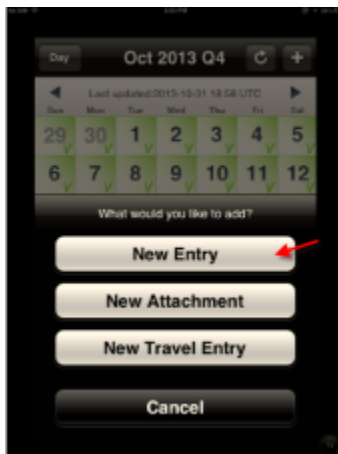 Day Oct 2013 Q4 +
Last updated:2013-10-31 18:58 UTC
Sun Mon Tue Wed Thu Fri Sat
29 30 1 2 3 4 5
V V V V V V V
6 7 8 9 10 11 12
V V V V V V V
What would you like to add?
New Entry
New Attachment
New Travel Entry
Cancel